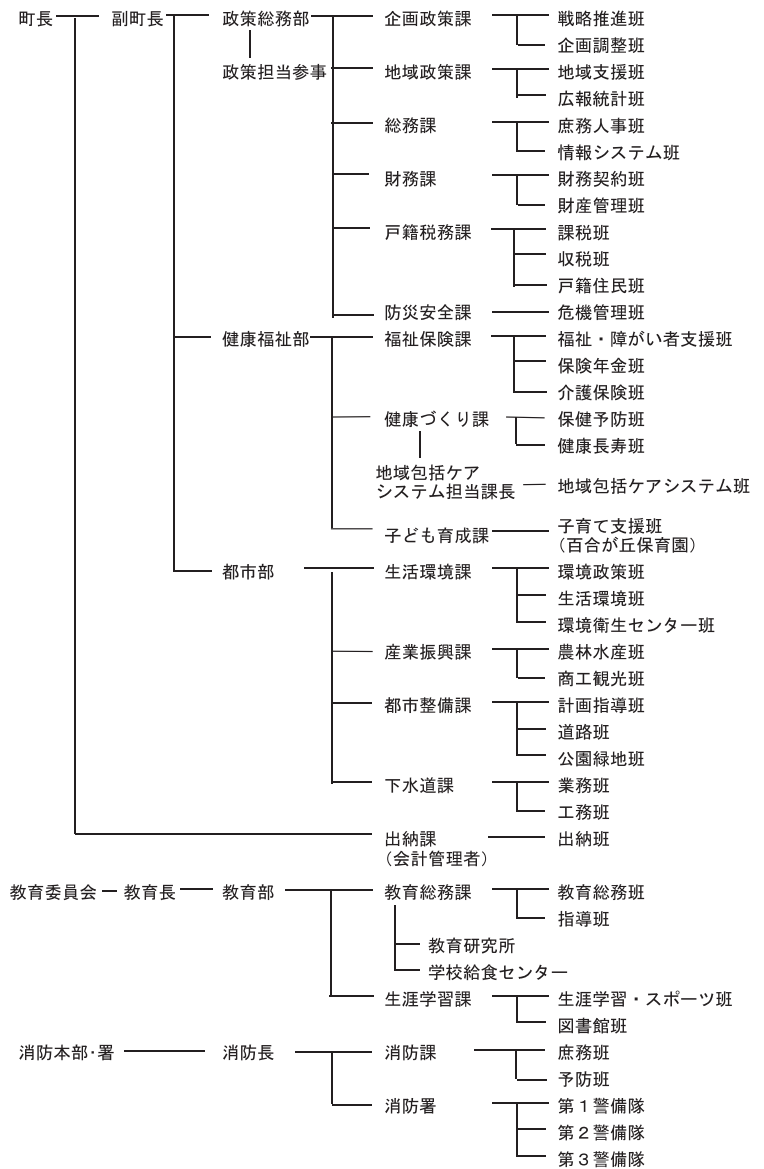 町長 副町長 政策総務部 企画政策課 戦略推進班
企画調整班
政策担当参事 地域政策課 地域支援班
広報統計班
総務課 庶務人事班
情報システム班
財務課 財務契約班
財産管理班
戸籍税務課 課税班
収税班
戸籍住民班
防災安全課 危機管理班
健康福祉部 福祉保険課 福祉・障がい者支援班
保険年金班
介護保険班
健康づくり課 保健予防班
健康長寿班
地域包括ケア
システム担当課長 地域包括ケアシステム班
子ども育成課 子育て支援班
(百合が丘保育園)
都市部 生活環境課 環境政策班
生活環境班
環境衛生センター班
産業振興課 農林水産班
商工観光班
都市整備課 計画指導班
道路班
公園緑地班
下水道課 業務班
工務班
出納課 出納班
(会計管理者)
教育委員会 教育長 教育部 教育総務課 教育総務班
指導班
教育研究所
学校給食センター
生涯学習課 生涯学習・スポーツ班
図書館班
消防本部・署 消防長 消防課 庶務班
予防班
消防署 第1警備隊
第2警備隊
第3警備隊